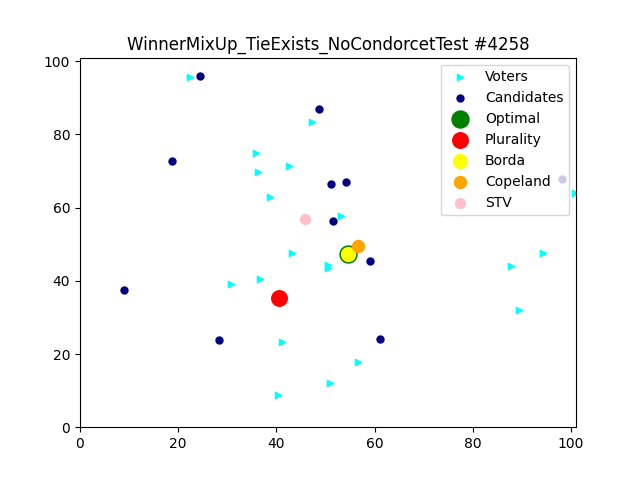 WinnerMixUp_TieExists_NoCondorcetTest #4258
100
80
60
40
20
0
0
20
40
60
80
100
Voters
Candidates
Optimal
Plurality
Borda
Copeland
STV